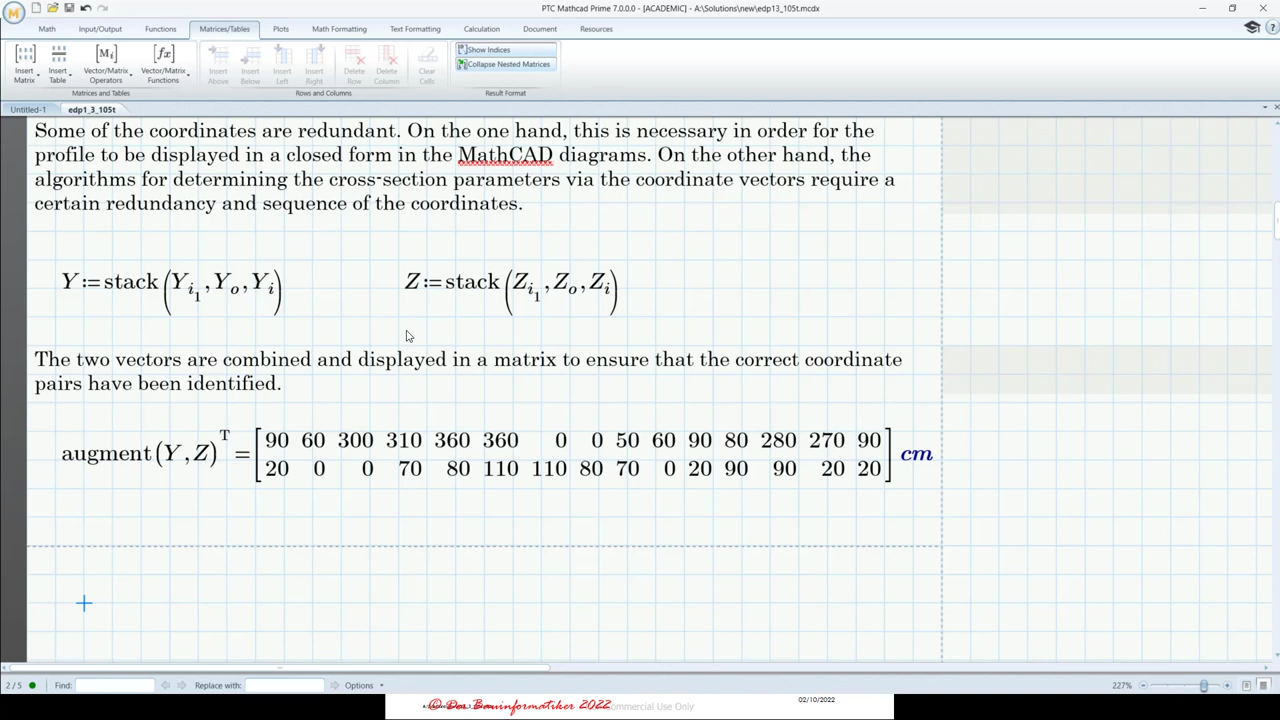 PTC Mathcad Prime 7.0.0.0 - [ACADEMIC] - A:\Solutions\new\edp13_105t.mcdx
Math Input/Output Functions Matrices/Tables Plots Math Formatting Text Formatting Calculation Document Resources
Insert Matrix Insert Table Vector/Matrix Operators Vector/Matrix Functions Insert Above Insert Below Insert Left Insert Right Delete Row Delete Column Clear Cells Show Indices Collapse Nested Matrices
Matrices and Tables Rows and Columns Result Format
Untitled-1 edp1_3_105t
Some of the coordinates are redundant. On the one hand, this is necessary in order for the
profile to be displayed in a closed form in the MathCAD diagrams. On the other hand, the
algorithms for determining the cross-section parameters via the coordinate vectors require a
certain redundancy and sequence of the coordinates.
Y:=stack(Y_i_1, Y_o, Y_i) Z:=stack(Z_i_1, Z_o, Z_i)
The two vectors are combined and displayed in a matrix to ensure that the correct coordinate
pairs have been identified.
augment(Y,Z)^T = [90 60 300 310 360 360 0 0 50 60 90 80 280 270 90
20 0 0 70 80 110 110 80 70 0 20 90 90 20 20] cm
2/5 Find: Replace with: Options 227%
© Der Bauinformatiker 2022 Commercial Use Only 02/10/2022